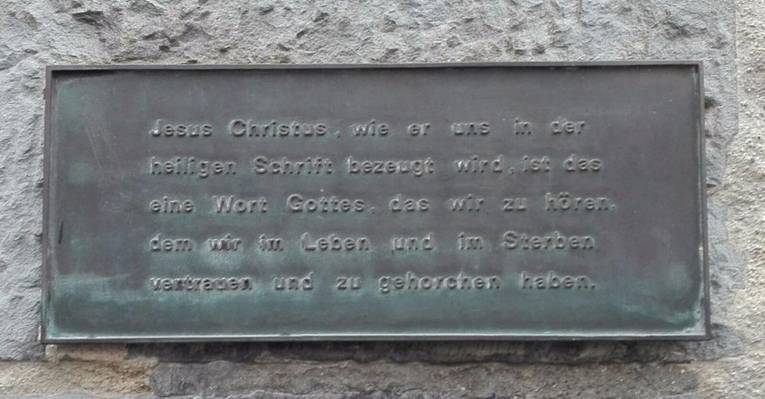 Jesus Christus, wie er uns in der
heiligen Schrift bezeugt wird, ist das
eine Wort Gottes, das wir zu hören,
dem wir im Leben und im Sterben
vertrauen und zu gehorchen haben.